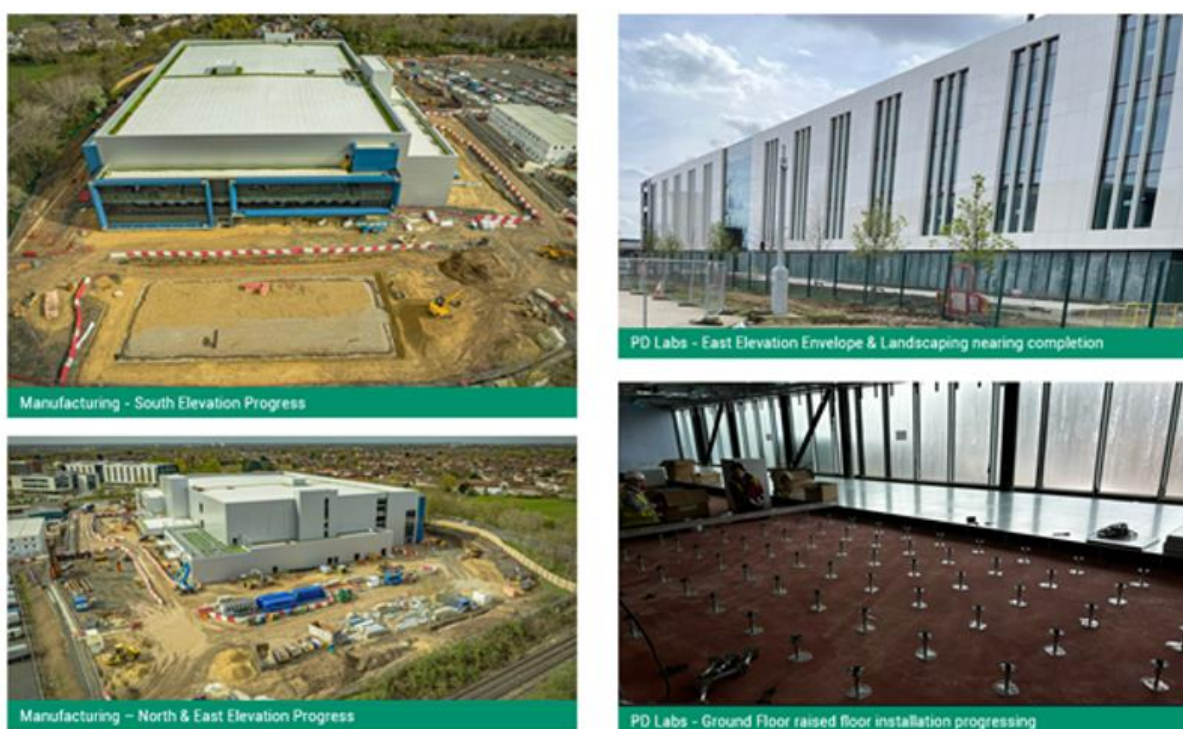 Manufacturing - South Elevation Progress
PD Labs - East Elevation Envelope & Landscaping nearing completion
Manufacturing – North & East Elevation Progress
PD Labs - Ground Floor raised floor installation progressing